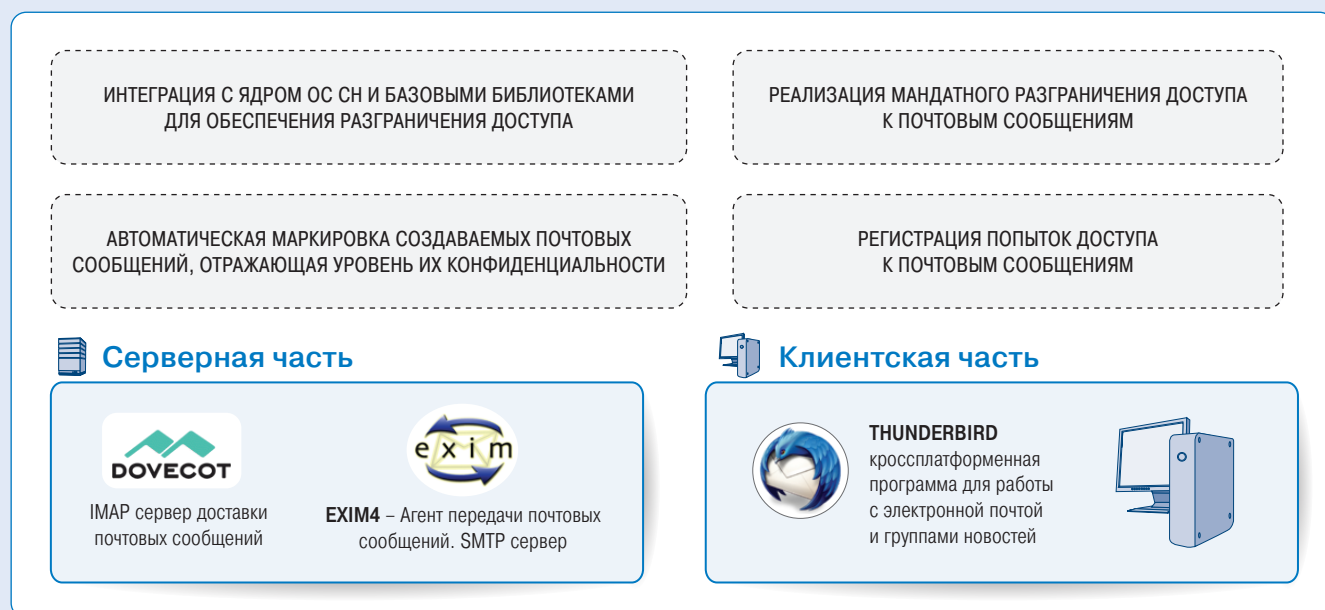 ИНТЕГРАЦИЯ С ЯДРОМ ОС СН И БАЗОВЫМИ БИБЛИОТЕКАМИ
ДЛЯ ОБЕСПЕЧЕНИЯ РАЗГРАНИЧЕНИЯ ДОСТУПА
РЕАЛИЗАЦИЯ МАНДАТНОГО РАЗГРАНИЧЕНИЯ ДОСТУПА
К ПОЧТОВЫМ СООБЩЕНИЯМ
АВТОМАТИЧЕСКАЯ МАРКИРОВКА СОЗДАВАЕМЫХ ПОЧТОВЫХ
СООБЩЕНИЙ, ОТРАЖАЮЩАЯ УРОВЕНЬ ИХ КОНФИДЕНЦИАЛЬНОСТИ
РЕГИСТРАЦИЯ ПОПЫТОК ДОСТУПА
К ПОЧТОВЫМ СООБЩЕНИЯМ
Серверная часть
DOVECOT
IMAP сервер доставки
почтовых сообщений
exim
EXIM4 – Агент передачи почтовых
сообщений. SMTP сервер
Клиентская часть
THUNDERBIRD
кроссплатформенная
программа для работы
с электронной почтой
и группами новостей